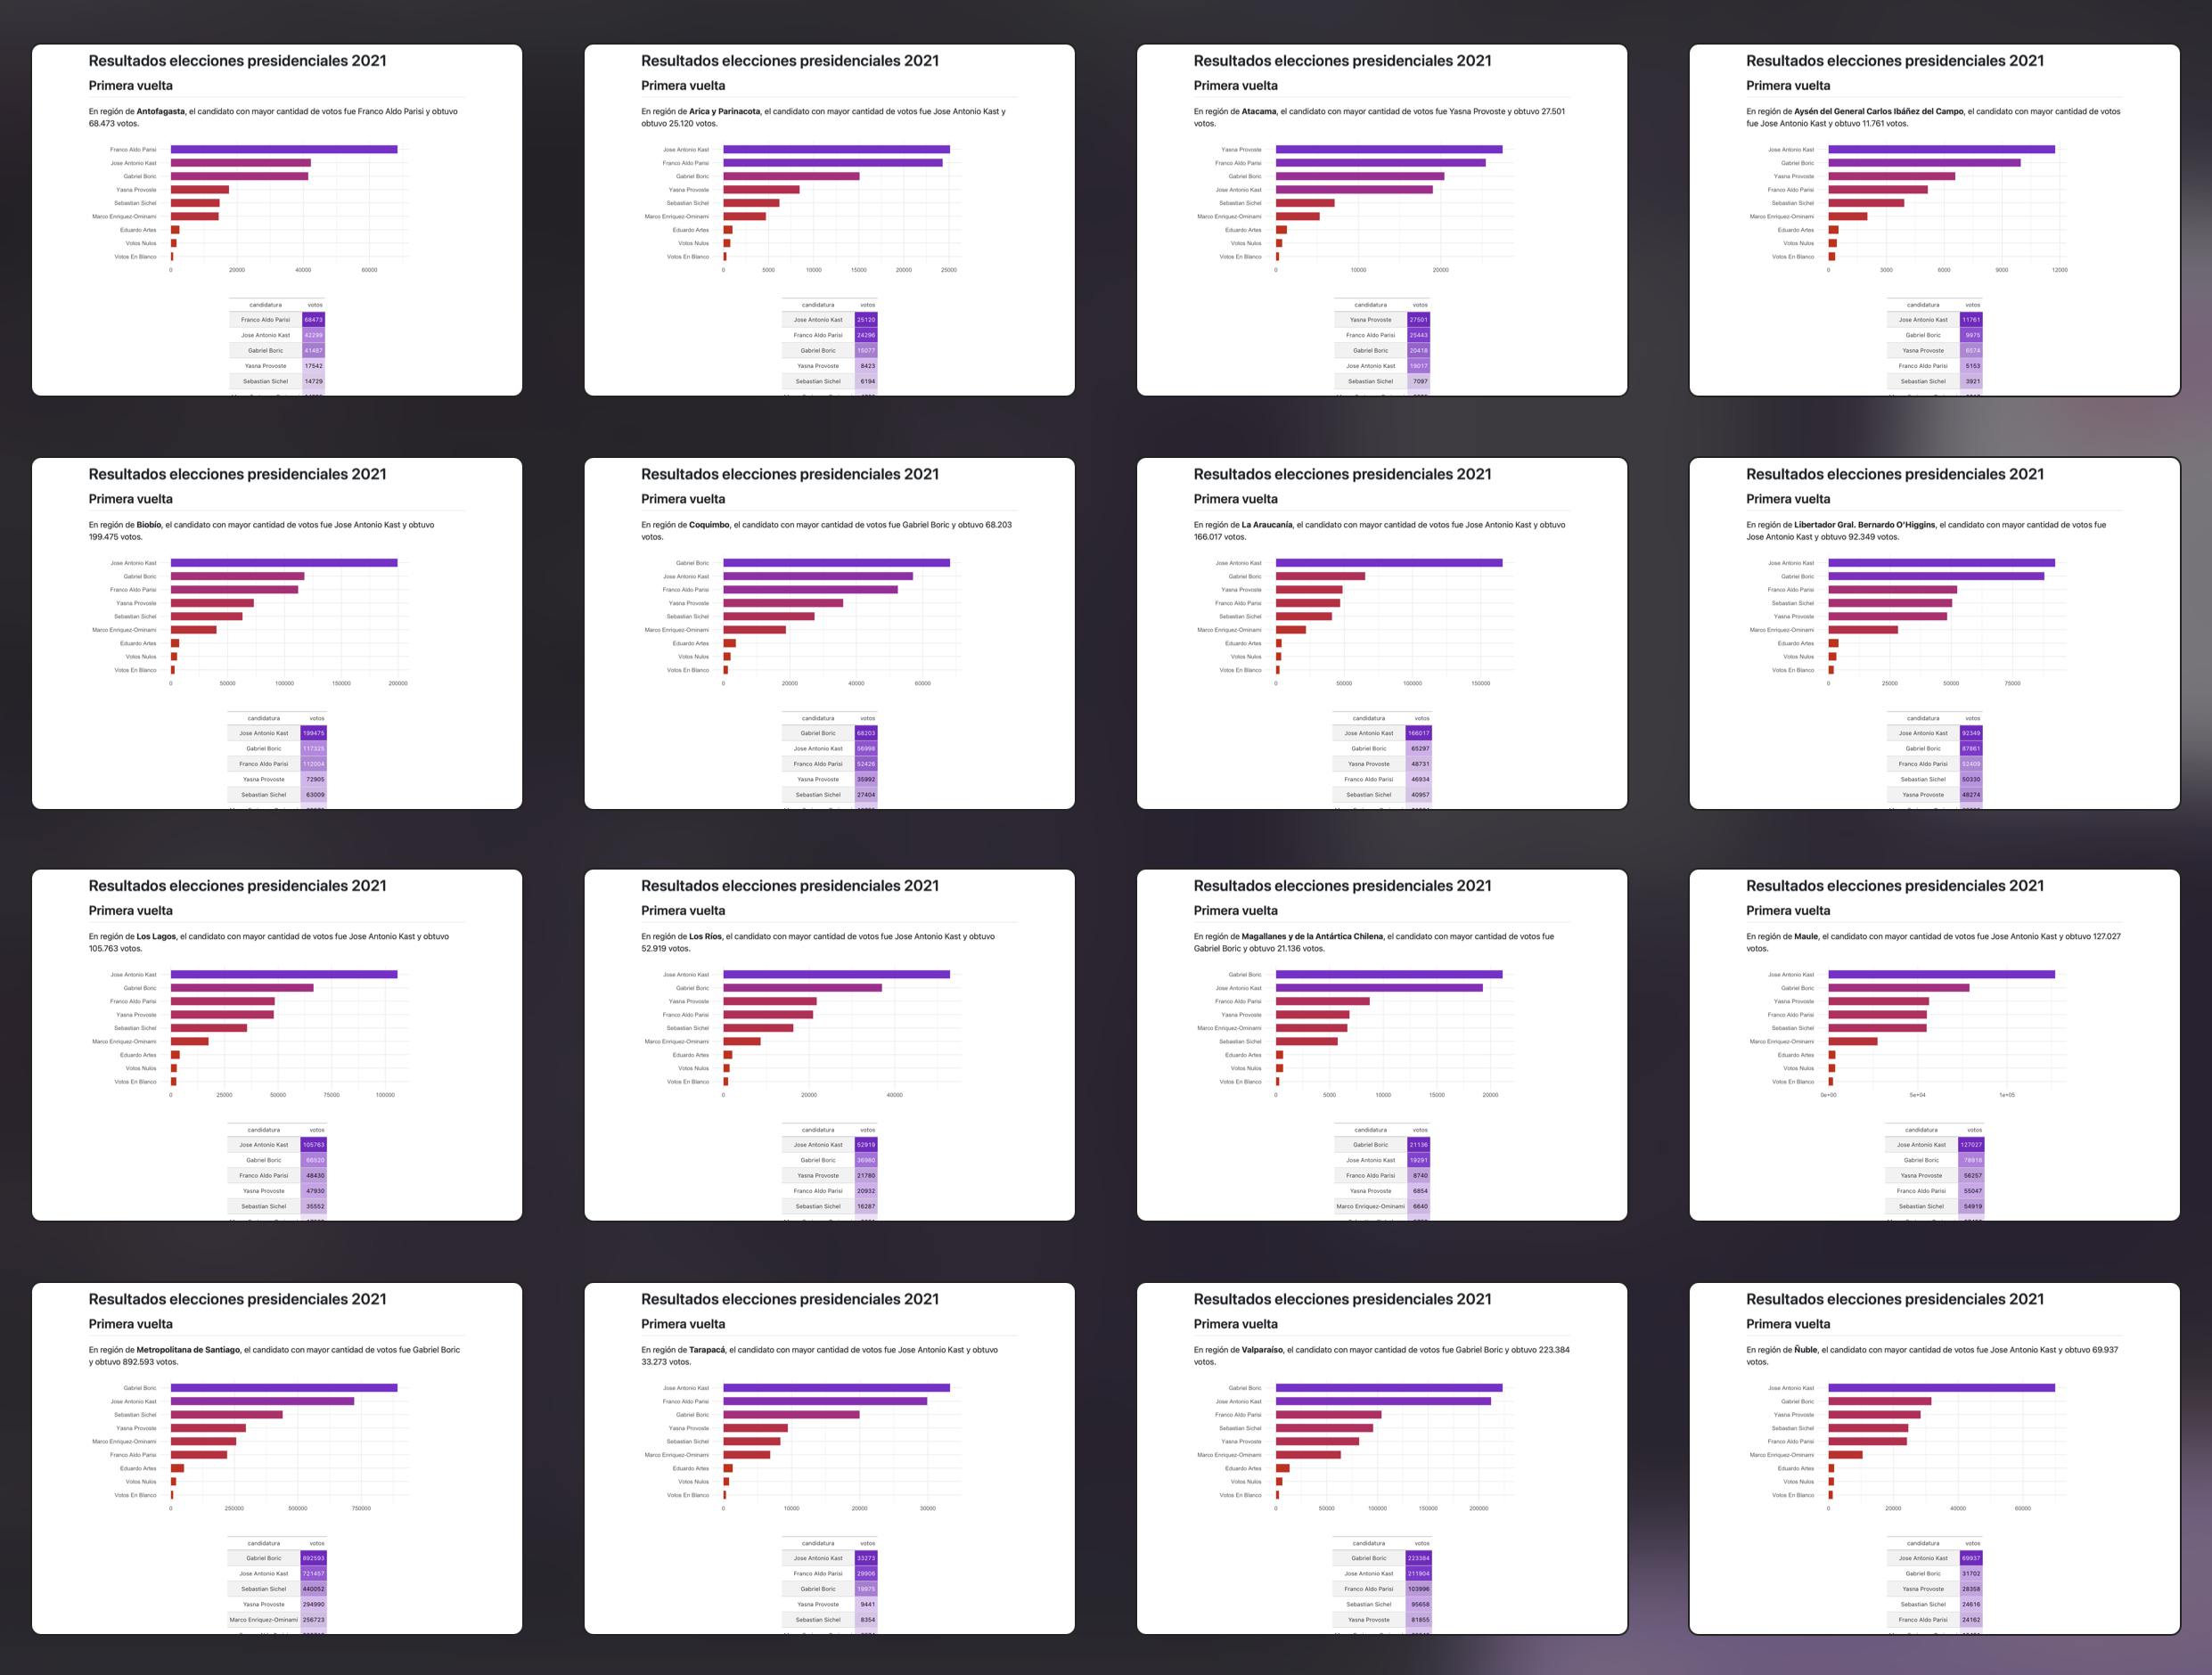 Resultados elecciones presidenciales 2021
Primera vuelta
En región de Antofagasta, el candidato con mayor cantidad de votos fue Franco Aldo Parisi y obtuvo
68.473 votos.
Franco Aldo Parisi
Jose Antonio Kast
Gabriel Boric
Yasna Provoste
Sebastian Sichel
Marco Enriquez-Ominami
Eduardo Artes
Votos Nulos
Votos En Blanco
0 20000 40000 60000
candidatura votos
Franco Aldo Parisi 68473
Jose Antonio Kast 42299
Gabriel Boric 41487
Yasna Provoste 17542
Sebastian Sichel 14729
Resultados elecciones presidenciales 2021
Primera vuelta
En región de Arica y Parinacota, el candidato con mayor cantidad de votos fue Jose Antonio Kast y
obtuvo 25.120 votos.
Jose Antonio Kast
Franco Aldo Parisi
Gabriel Boric
Yasna Provoste
Sebastian Sichel
Marco Enriquez-Ominami
Eduardo Artes
Votos Nulos
Votos En Blanco
0 5000 10000 15000 20000 25000
candidatura votos
Jose Antonio Kast 25120
Franco Aldo Parisi 24296
Gabriel Boric 15077
Yasna Provoste 8423
Sebastian Sichel 6194
Resultados elecciones presidenciales 2021
Primera vuelta
En región de Atacama, el candidato con mayor cantidad de votos fue Yasna Provoste y obtuvo 27.501
votos.
Yasna Provoste
Franco Aldo Parisi
Gabriel Boric
Jose Antonio Kast
Sebastian Sichel
Marco Enriquez-Ominami
Eduardo Artes
Votos Nulos
Votos En Blanco
0 10000 20000
candidatura votos
Yasna Provoste 27501
Franco Aldo Parisi 25443
Gabriel Boric 20418
Jose Antonio Kast 19017
Sebastian Sichel 7097
Resultados elecciones presidenciales 2021
Primera vuelta
En región de Aysén del General Carlos Ibáñez del Campo, el candidato con mayor cantidad de votos
fue Jose Antonio Kast y obtuvo 11.761 votos.
Jose Antonio Kast
Gabriel Boric
Yasna Provoste
Franco Aldo Parisi
Sebastian Sichel
Marco Enriquez-Ominami
Eduardo Artes
Votos Nulos
Votos En Blanco
0 3000 6000 9000 12000
candidatura votos
Jose Antonio Kast 11761
Gabriel Boric 9975
Yasna Provoste 6574
Franco Aldo Parisi 5153
Sebastian Sichel 3921
Resultados elecciones presidenciales 2021
Primera vuelta
En región de Biobío, el candidato con mayor cantidad de votos fue Jose Antonio Kast y obtuvo
199.475 votos.
Jose Antonio Kast
Gabriel Boric
Franco Aldo Parisi
Yasna Provoste
Sebastian Sichel
Marco Enriquez-Ominami
Eduardo Artes
Votos Nulos
Votos En Blanco
0 50000 100000 150000 200000
candidatura votos
Jose Antonio Kast 199475
Gabriel Boric 117325
Franco Aldo Parisi 112004
Yasna Provoste 72905
Sebastian Sichel 63009
Resultados elecciones presidenciales 2021
Primera vuelta
En región de Coquimbo, el candidato con mayor cantidad de votos fue Gabriel Boric y obtuvo 68.203
votos.
Gabriel Boric
Jose Antonio Kast
Franco Aldo Parisi
Yasna Provoste
Sebastian Sichel
Marco Enriquez-Ominami
Eduardo Artes
Votos Nulos
Votos En Blanco
0 20000 40000 60000
candidatura votos
Gabriel Boric 68203
Jose Antonio Kast 56998
Franco Aldo Parisi 52426
Yasna Provoste 35992
Sebastian Sichel 27404
Resultados elecciones presidenciales 2021
Primera vuelta
En región de La Araucanía, el candidato con mayor cantidad de votos fue Jose Antonio Kast y obtuvo
166.017 votos.
Jose Antonio Kast
Gabriel Boric
Yasna Provoste
Franco Aldo Parisi
Sebastian Sichel
Marco Enriquez-Ominami
Eduardo Artes
Votos Nulos
Votos En Blanco
0 50000 100000 150000
candidatura votos
Jose Antonio Kast 166017
Gabriel Boric 65297
Yasna Provoste 48731
Franco Aldo Parisi 46934
Sebastian Sichel 40957
Resultados elecciones presidenciales 2021
Primera vuelta
En región de Libertador Gral. Bernardo O'Higgins, el candidato con mayor cantidad de votos fue
Jose Antonio Kast y obtuvo 92.349 votos.
Jose Antonio Kast
Gabriel Boric
Franco Aldo Parisi
Sebastian Sichel
Yasna Provoste
Marco Enriquez-Ominami
Eduardo Artes
Votos Nulos
Votos En Blanco
0 25000 50000 75000
candidatura votos
Jose Antonio Kast 92349
Gabriel Boric 87861
Franco Aldo Parisi 52409
Sebastian Sichel 50330
Yasna Provoste 48274
Resultados elecciones presidenciales 2021
Primera vuelta
En región de Los Lagos, el candidato con mayor cantidad de votos fue Jose Antonio Kast y obtuvo
105.763 votos.
Jose Antonio Kast
Gabriel Boric
Franco Aldo Parisi
Yasna Provoste
Sebastian Sichel
Marco Enriquez-Ominami
Eduardo Artes
Votos Nulos
Votos En Blanco
0 25000 50000 75000 100000
candidatura votos
Jose Antonio Kast 105763
Gabriel Boric 66520
Franco Aldo Parisi 48430
Yasna Provoste 47930
Sebastian Sichel 35552
Resultados elecciones presidenciales 2021
Primera vuelta
En región de Los Ríos, el candidato con mayor cantidad de votos fue Jose Antonio Kast y obtuvo
52.919 votos.
Jose Antonio Kast
Gabriel Boric
Yasna Provoste
Franco Aldo Parisi
Sebastian Sichel
Marco Enriquez-Ominami
Eduardo Artes
Votos Nulos
Votos En Blanco
0 20000 40000
candidatura votos
Jose Antonio Kast 52919
Gabriel Boric 36980
Yasna Provoste 21780
Franco Aldo Parisi 20932
Sebastian Sichel 16287
Resultados elecciones presidenciales 2021
Primera vuelta
En región de Magallanes y de la Antártica Chilena, el candidato con mayor cantidad de votos fue
Gabriel Boric y obtuvo 21.136 votos.
Gabriel Boric
Jose Antonio Kast
Franco Aldo Parisi
Yasna Provoste
Marco Enriquez-Ominami
Sebastian Sichel
Eduardo Artes
Votos Nulos
Votos En Blanco
0 5000 10000 15000 20000
candidatura votos
Gabriel Boric 21136
Jose Antonio Kast 19291
Franco Aldo Parisi 8740
Yasna Provoste 6854
Marco Enriquez-Ominami 6640
Resultados elecciones presidenciales 2021
Primera vuelta
En región de Maule, el candidato con mayor cantidad de votos fue Jose Antonio Kast y obtuvo 127.027
votos.
Jose Antonio Kast
Gabriel Boric
Yasna Provoste
Franco Aldo Parisi
Sebastian Sichel
Marco Enriquez-Ominami
Eduardo Artes
Votos Nulos
Votos En Blanco
0e+00 5e+04 1e+05
candidatura votos
Jose Antonio Kast 127027
Gabriel Boric 78918
Yasna Provoste 56257
Franco Aldo Parisi 55047
Sebastian Sichel 54919
Resultados elecciones presidenciales 2021
Primera vuelta
En región de Metropolitana de Santiago, el candidato con mayor cantidad de votos fue Gabriel Boric
y obtuvo 892.593 votos.
Gabriel Boric
Jose Antonio Kast
Sebastian Sichel
Yasna Provoste
Marco Enriquez-Ominami
Franco Aldo Parisi
Eduardo Artes
Votos Nulos
Votos En Blanco
0 250000 500000 750000
candidatura votos
Gabriel Boric 892593
Jose Antonio Kast 721457
Sebastian Sichel 440052
Yasna Provoste 294990
Marco Enriquez-Ominami 256723
Resultados elecciones presidenciales 2021
Primera vuelta
En región de Tarapacá, el candidato con mayor cantidad de votos fue Jose Antonio Kast y obtuvo
33.273 votos.
Jose Antonio Kast
Franco Aldo Parisi
Gabriel Boric
Yasna Provoste
Sebastian Sichel
Marco Enriquez-Ominami
Eduardo Artes
Votos Nulos
Votos En Blanco
0 10000 20000 30000
candidatura votos
Jose Antonio Kast 33273
Franco Aldo Parisi 29908
Gabriel Boric 19975
Yasna Provoste 9441
Sebastian Sichel 8354
Resultados elecciones presidenciales 2021
Primera vuelta
En región de Valparaíso, el candidato con mayor cantidad de votos fue Gabriel Boric y obtuvo 223.384
votos.
Gabriel Boric
Jose Antonio Kast
Franco Aldo Parisi
Sebastian Sichel
Yasna Provoste
Marco Enriquez-Ominami
Eduardo Artes
Votos Nulos
Votos En Blanco
0 50000 100000 150000 200000
candidatura votos
Gabriel Boric 223384
Jose Antonio Kast 211904
Franco Aldo Parisi 103996
Sebastian Sichel 95658
Yasna Provoste 81855
Resultados elecciones presidenciales 2021
Primera vuelta
En región de Ñuble, el candidato con mayor cantidad de votos fue Jose Antonio Kast y obtuvo 69.937
votos.
Jose Antonio Kast
Gabriel Boric
Yasna Provoste
Sebastian Sichel
Franco Aldo Parisi
Marco Enriquez-Ominami
Eduardo Artes
Votos Nulos
Votos En Blanco
0 20000 40000 60000
candidatura votos
Jose Antonio Kast 69937
Gabriel Boric 31702
Yasna Provoste 28358
Sebastian Sichel 24616
Franco Aldo Parisi 24162